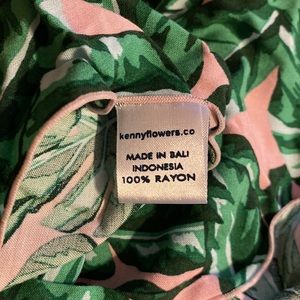 kennyflowers.co
MADE IN BALI
INDONESIA
100% RAYON